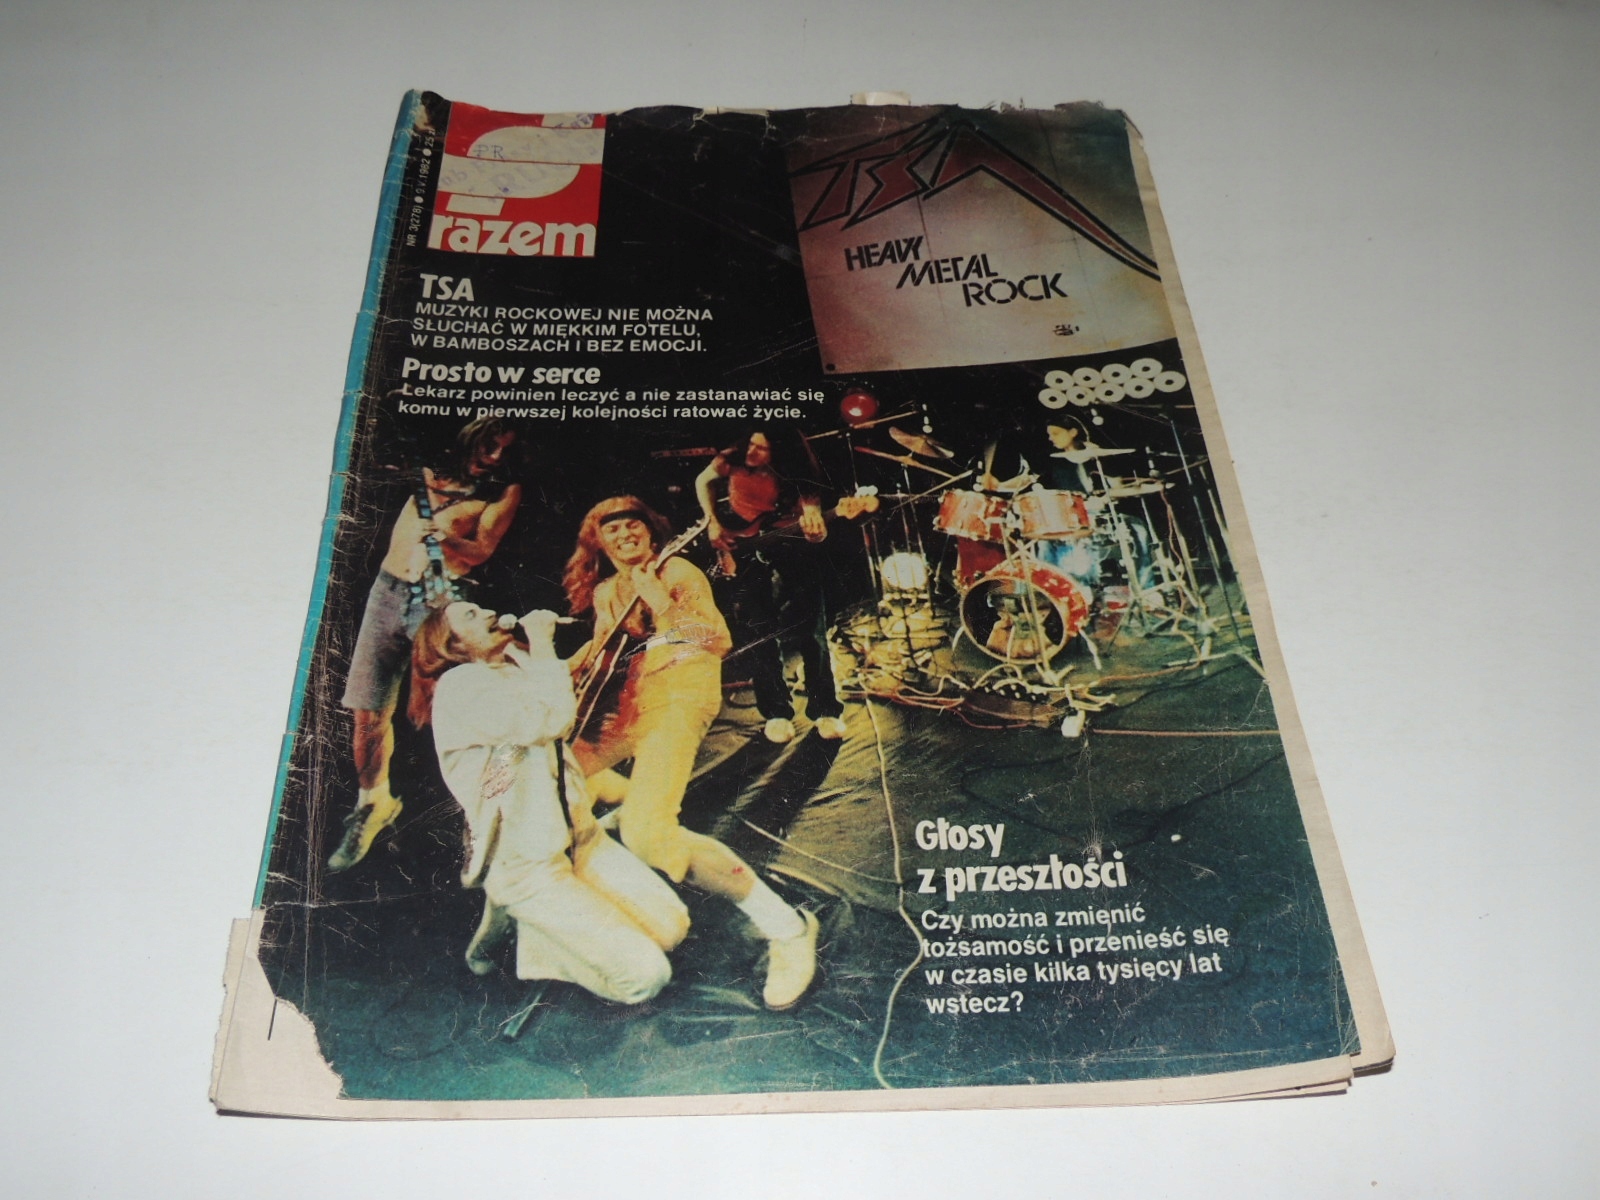 NR 3(278) ● 9.V.1982 ● 25 zł
PR
razem
TSA
HEAVY
METAL
ROCK
TSA
MUZYKI ROCKOWEJ NIE MOŻNA
SŁUCHAĆ W MIĘKKIM FOTELU,
W BAMBOSZACH I BEZ EMOCJI.
Prosto w serce
Lekarz powinien leczyć a nie zastanawiać się
komu w pierwszej kolejności ratować życie.
Głosy
z przeszłości
Czy można zmienić
tożsamość i przenieść się
w czasie kilka tysięcy lat
wstecz?